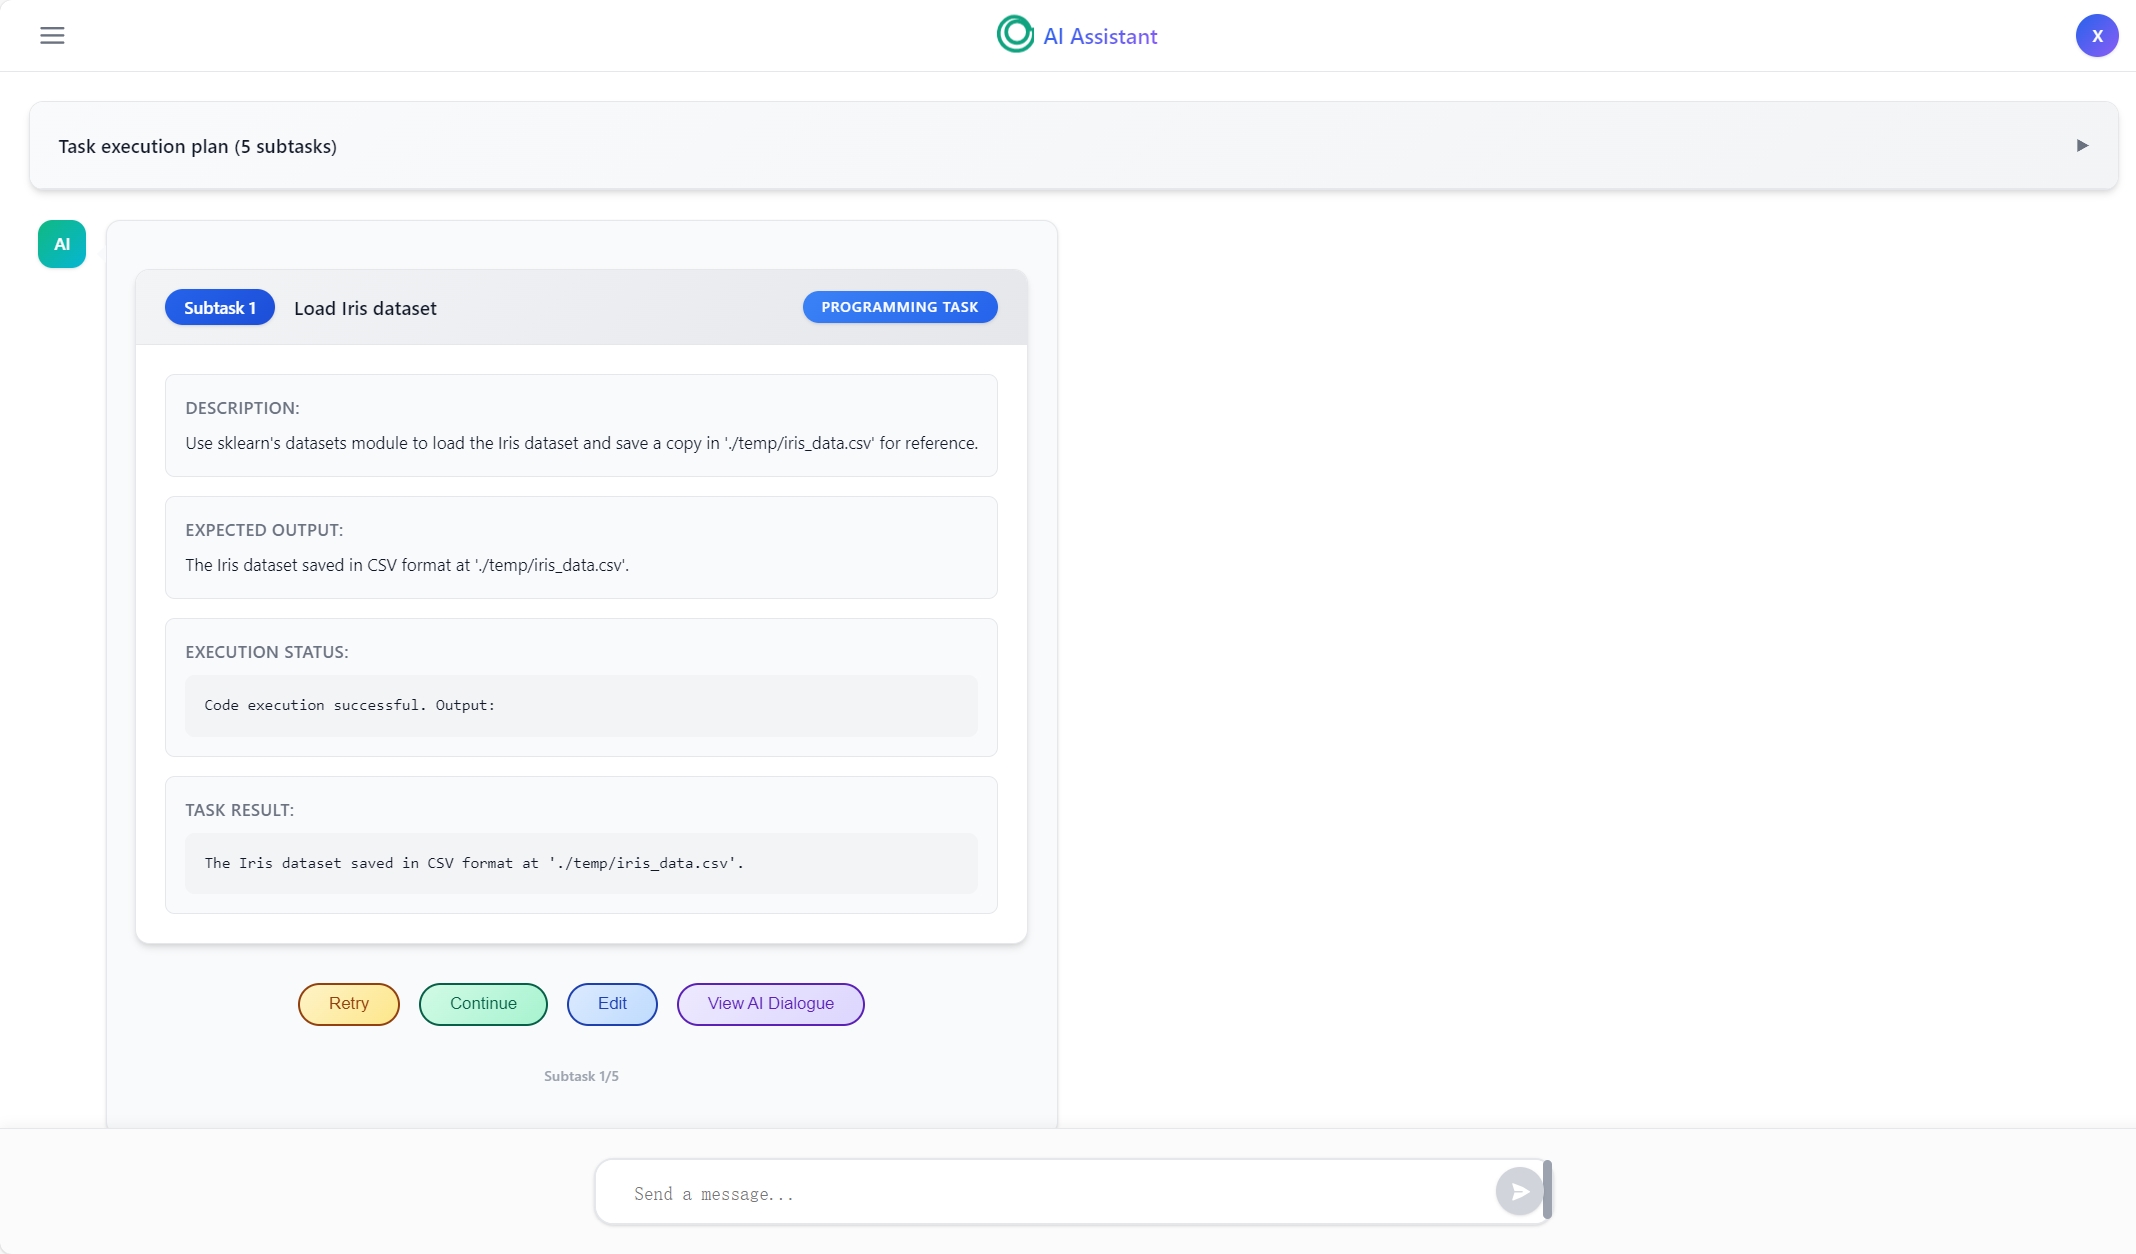 AI Assistant
X
Task execution plan (5 subtasks)
AI
Subtask 1 Load Iris dataset PROGRAMMING TASK
DESCRIPTION:
Use sklearn's datasets module to load the Iris dataset and save a copy in './temp/iris_data.csv' for reference.
EXPECTED OUTPUT:
The Iris dataset saved in CSV format at './temp/iris_data.csv'.
EXECUTION STATUS:
Code execution successful. Output:
TASK RESULT:
The Iris dataset saved in CSV format at './temp/iris_data.csv'.
Retry Continue Edit View AI Dialogue
Subtask 1/5
Send a message...